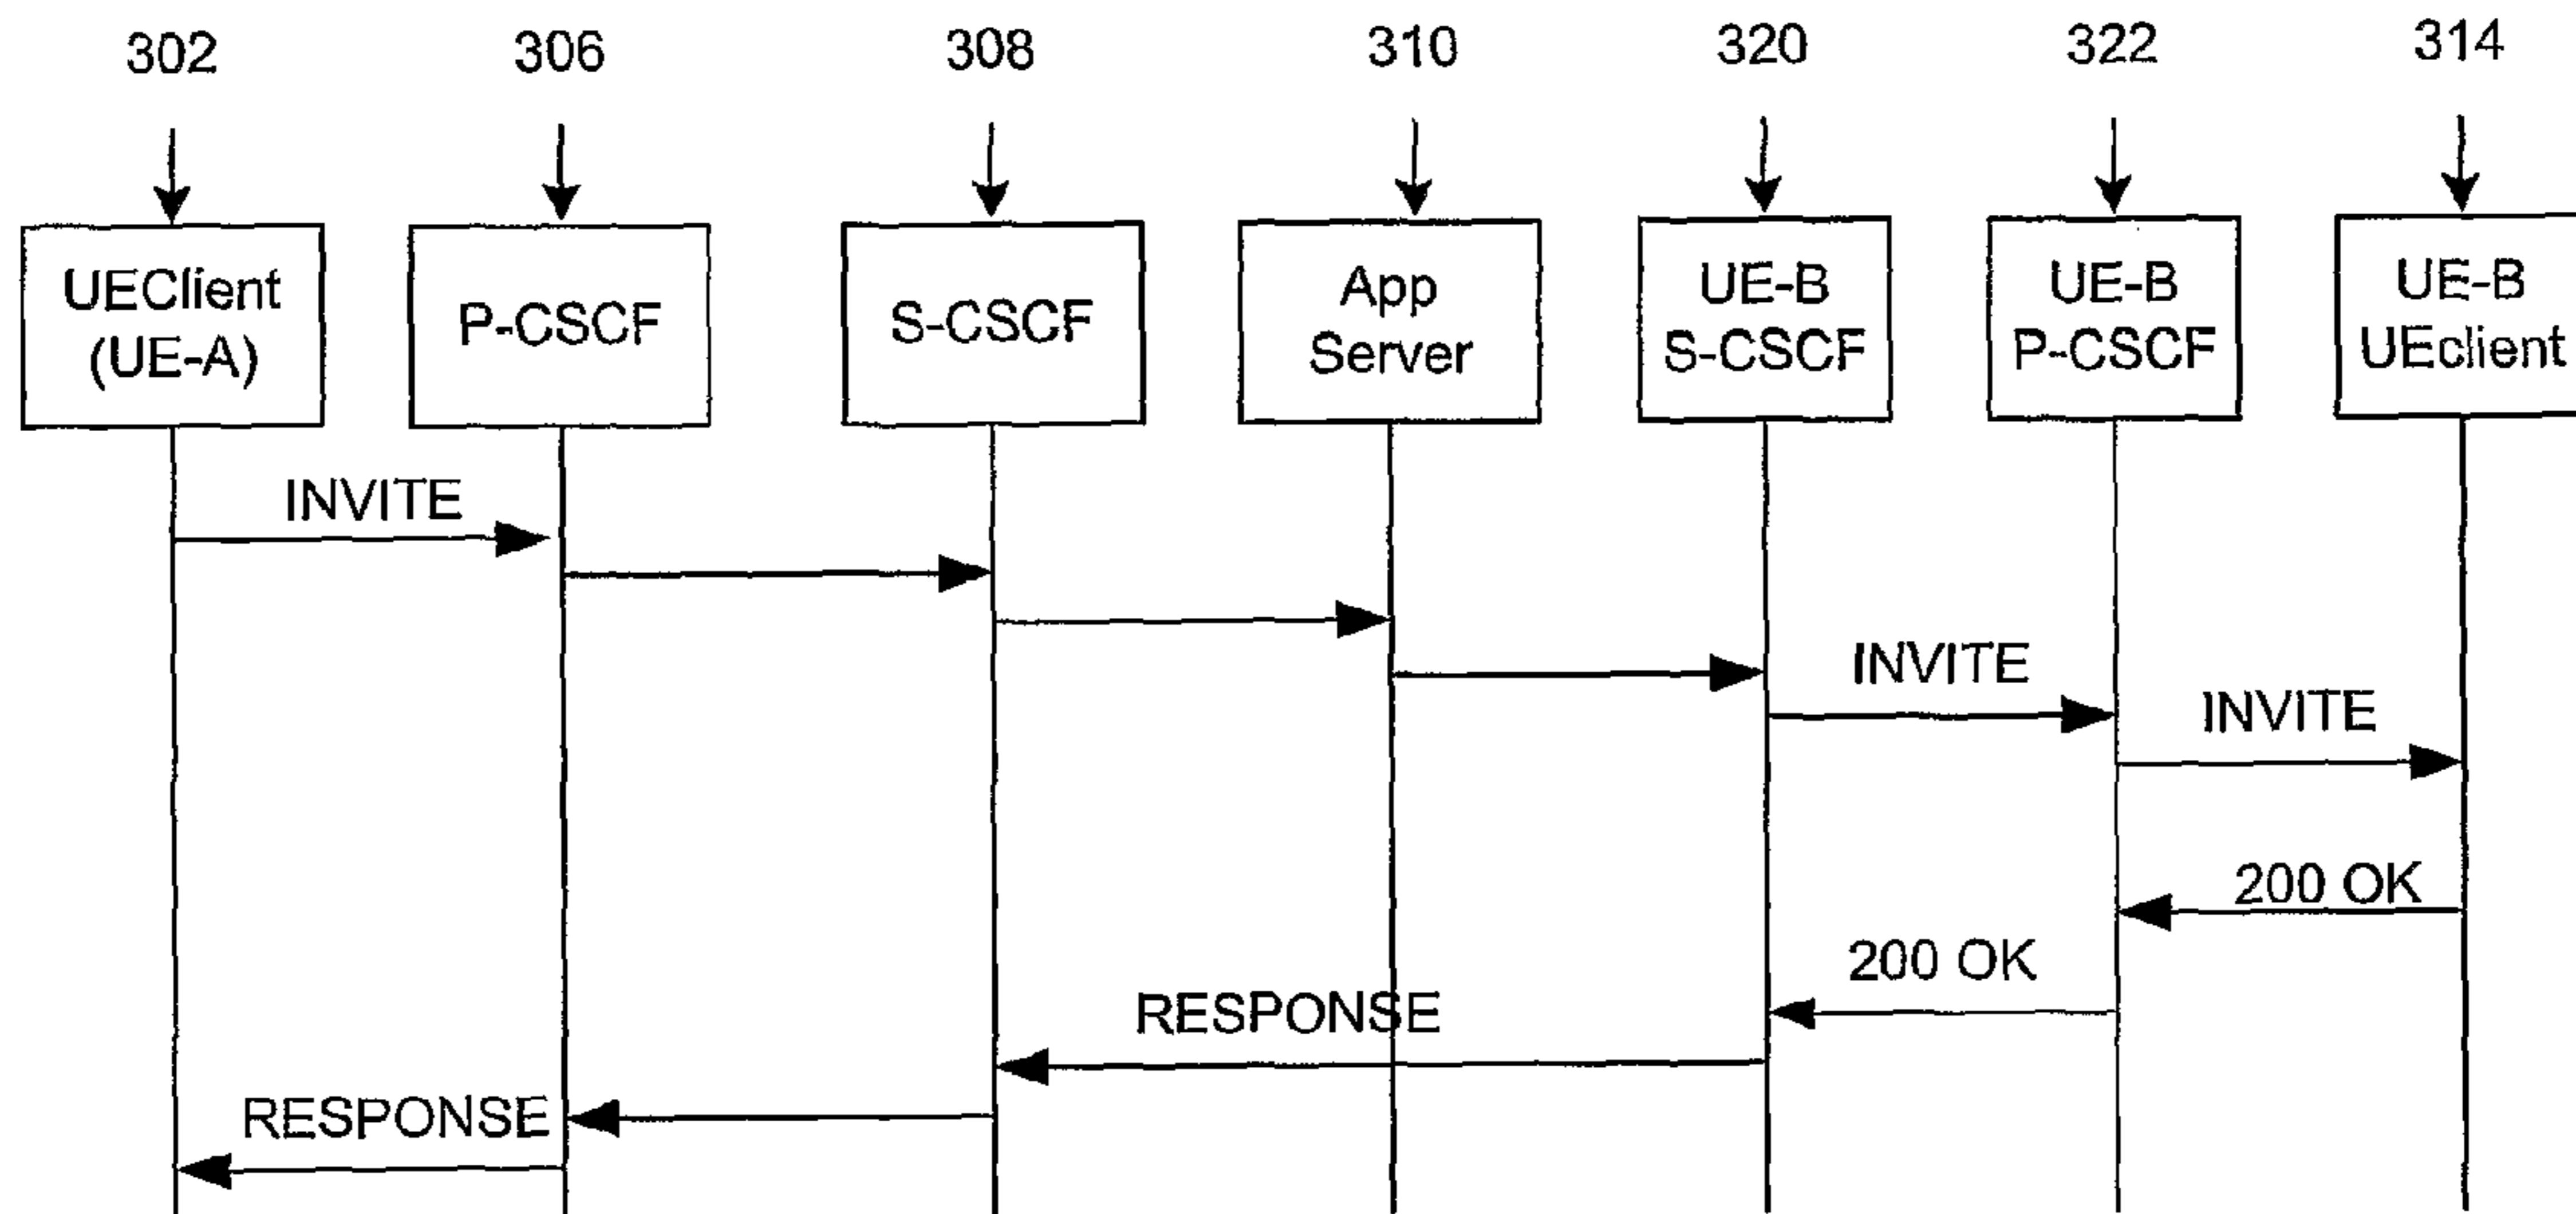 302
306
308
310
320
322
314
UEClient
(UE-A)
P-CSCF
S-CSCF
App
Server
UE-B
S-CSCF
UE-B
P-CSCF
UE-B
UEclient
INVITE
INVITE
INVITE
200 OK
200 OK
RESPONSE
RESPONSE